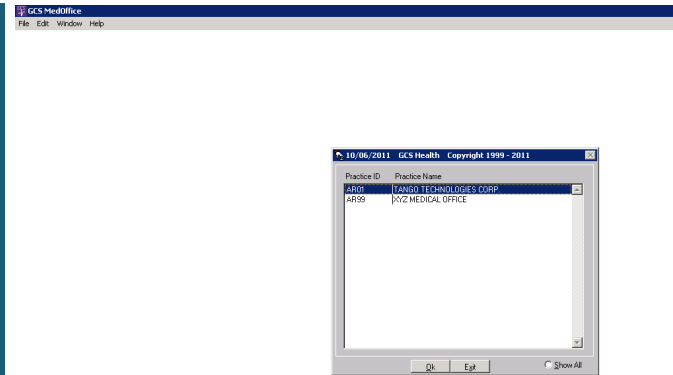 GCS MedOffice
File Edit Window Help
10/06/2011 GCS Health Copyright 1999 - 2011
Practice ID Practice Name
AR01 TANGO TECHNOLOGIES CORP.
AR99 XYZ MEDICAL OFFICE
Ok Exit Show All